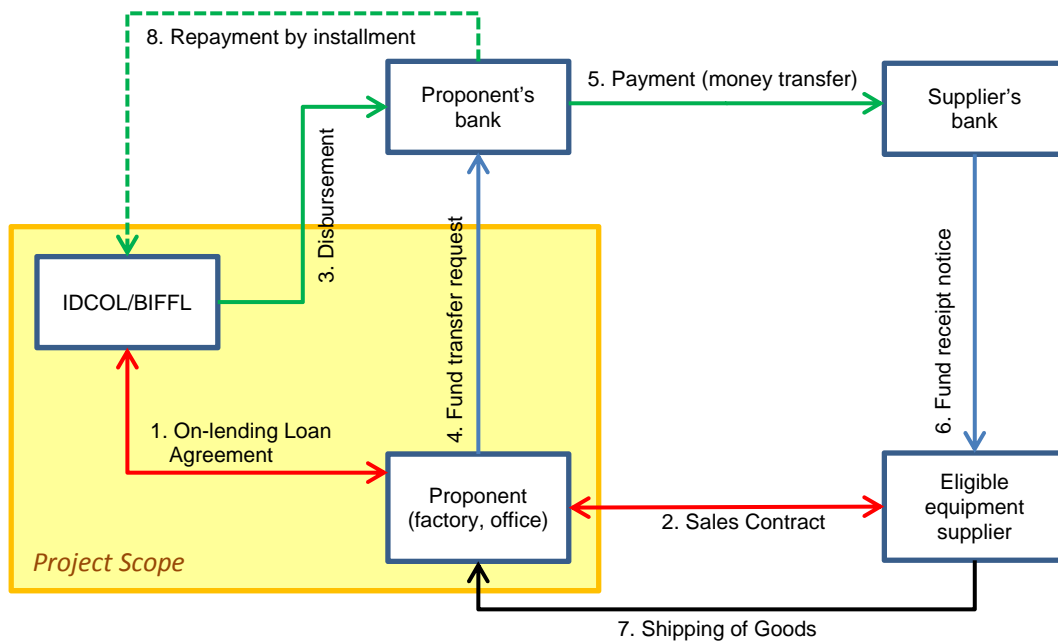 8. Repayment by installment
Proponent’s
bank
5. Payment (money transfer)
Supplier’s
bank
3. Disbursement
4. Fund transfer request
6. Fund receipt notice
IDCOL/BIFFL
1. On-lending Loan
Agreement
Proponent
(factory, office)
2. Sales Contract
Eligible
equipment
supplier
Project Scope
7. Shipping of Goods